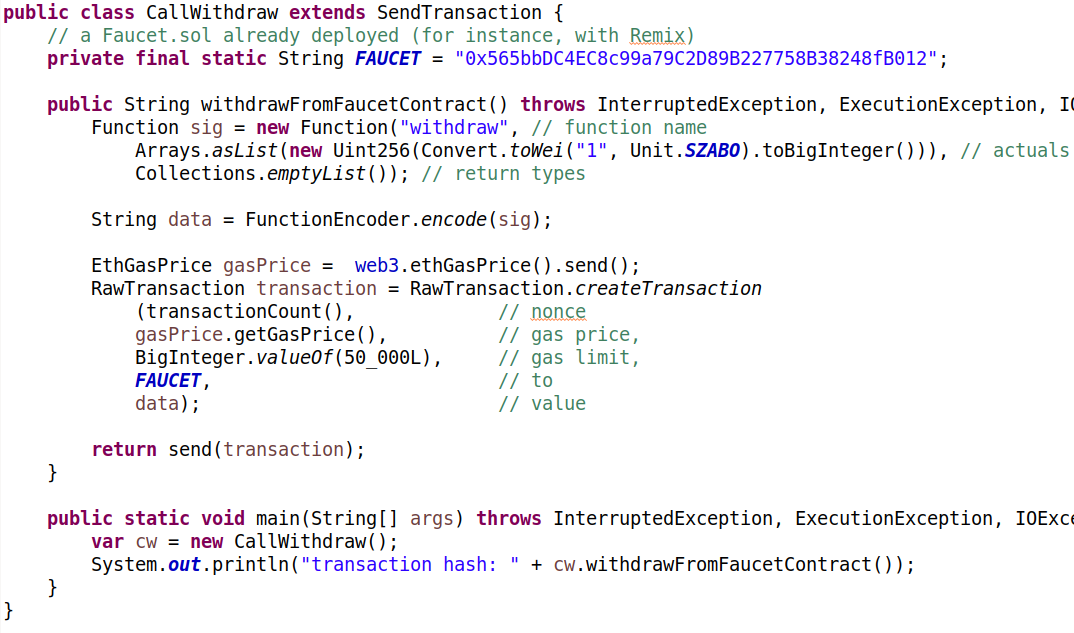 public class CallWithdraw extends SendTransaction {
    // a Faucet.sol already deployed (for instance, with Remix)
    private final static String FAUCET = "0x565bbDC4EC8c99a79C2D89B227758B38248fB012";

    public String withdrawFromFaucetContract() throws InterruptedException, ExecutionException, IO
        Function sig = new Function("withdraw", // function name
            Arrays.asList(new Uint256(Convert.toWei("1", Unit.SZABO).toBigInteger())), // actuals
            Collections.emptyList()); // return types

        String data = FunctionEncoder.encode(sig);

        EthGasPrice gasPrice =  web3.ethGasPrice().send();
        RawTransaction transaction = RawTransaction.createTransaction
            (transactionCount(),             // nonce
            gasPrice.getGasPrice(),          // gas price,
            BigInteger.valueOf(50_000L),     // gas limit,
            FAUCET,                          // to
            data);                           // value

        return send(transaction);
    }

    public static void main(String[] args) throws InterruptedException, ExecutionException, IOExce
        var cw = new CallWithdraw();
        System.out.println("transaction hash: " + cw.withdrawFromFaucetContract());
    }
}